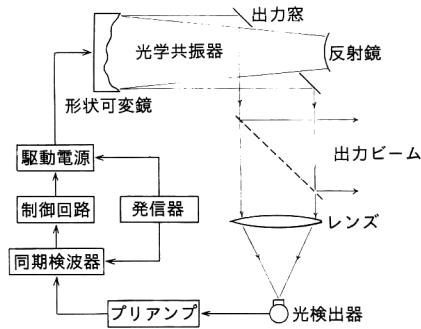 出力窓
光学共振器
反射鏡
形状可変鏡
駆動電源
出力ビーム
制御回路
発信器
レンズ
同期検波器
プリアンプ
光検出器